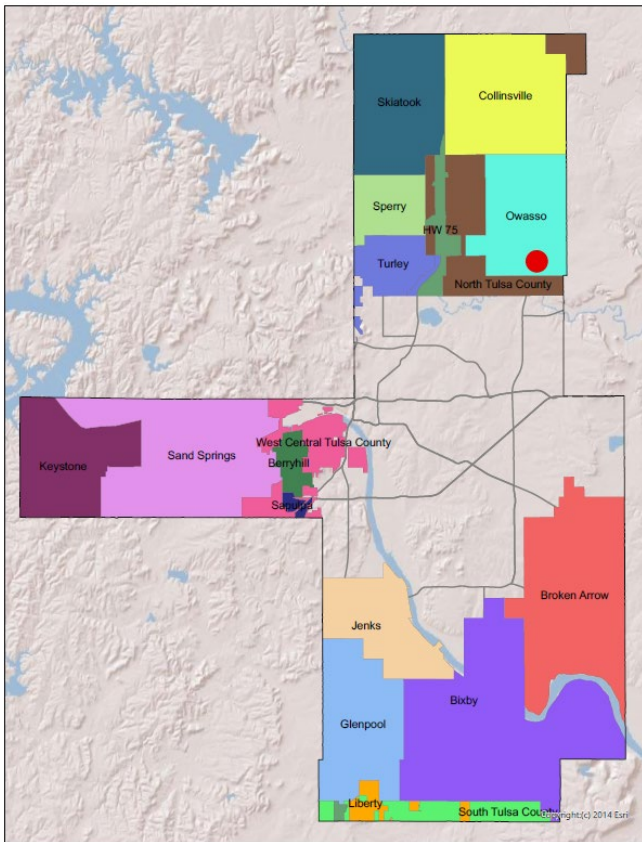 Skiatook
Collinsville
Sperry
Owasso
HW 75
Turley
North Tulsa County
West Central Tulsa County
Sand Springs
Berryhill
Keystone
Sapulpa
Broken Arrow
Jenks
Bixby
Glenpool
Liberty
South Tulsa County
Copyright:(c) 2014 Esri